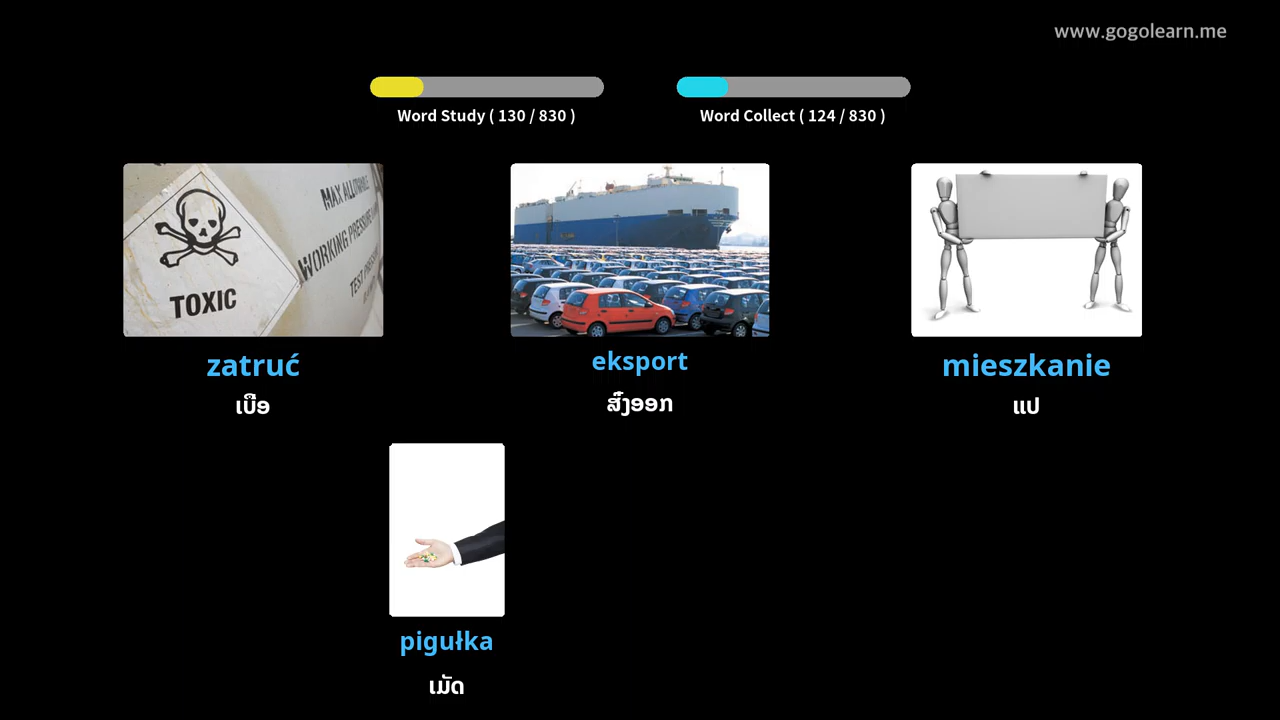 www.gogolearn.me
Word Study ( 130 / 830 )
Word Collect ( 124 / 830 )
TOXIC
MAX ALLOWABLE
WORKING PRESSURE
TEST PRESS
zatruć
ເບືອ
eksport
ສົ່ງອອກ
mieszkanie
ແປ
pigułka
ເມັດ